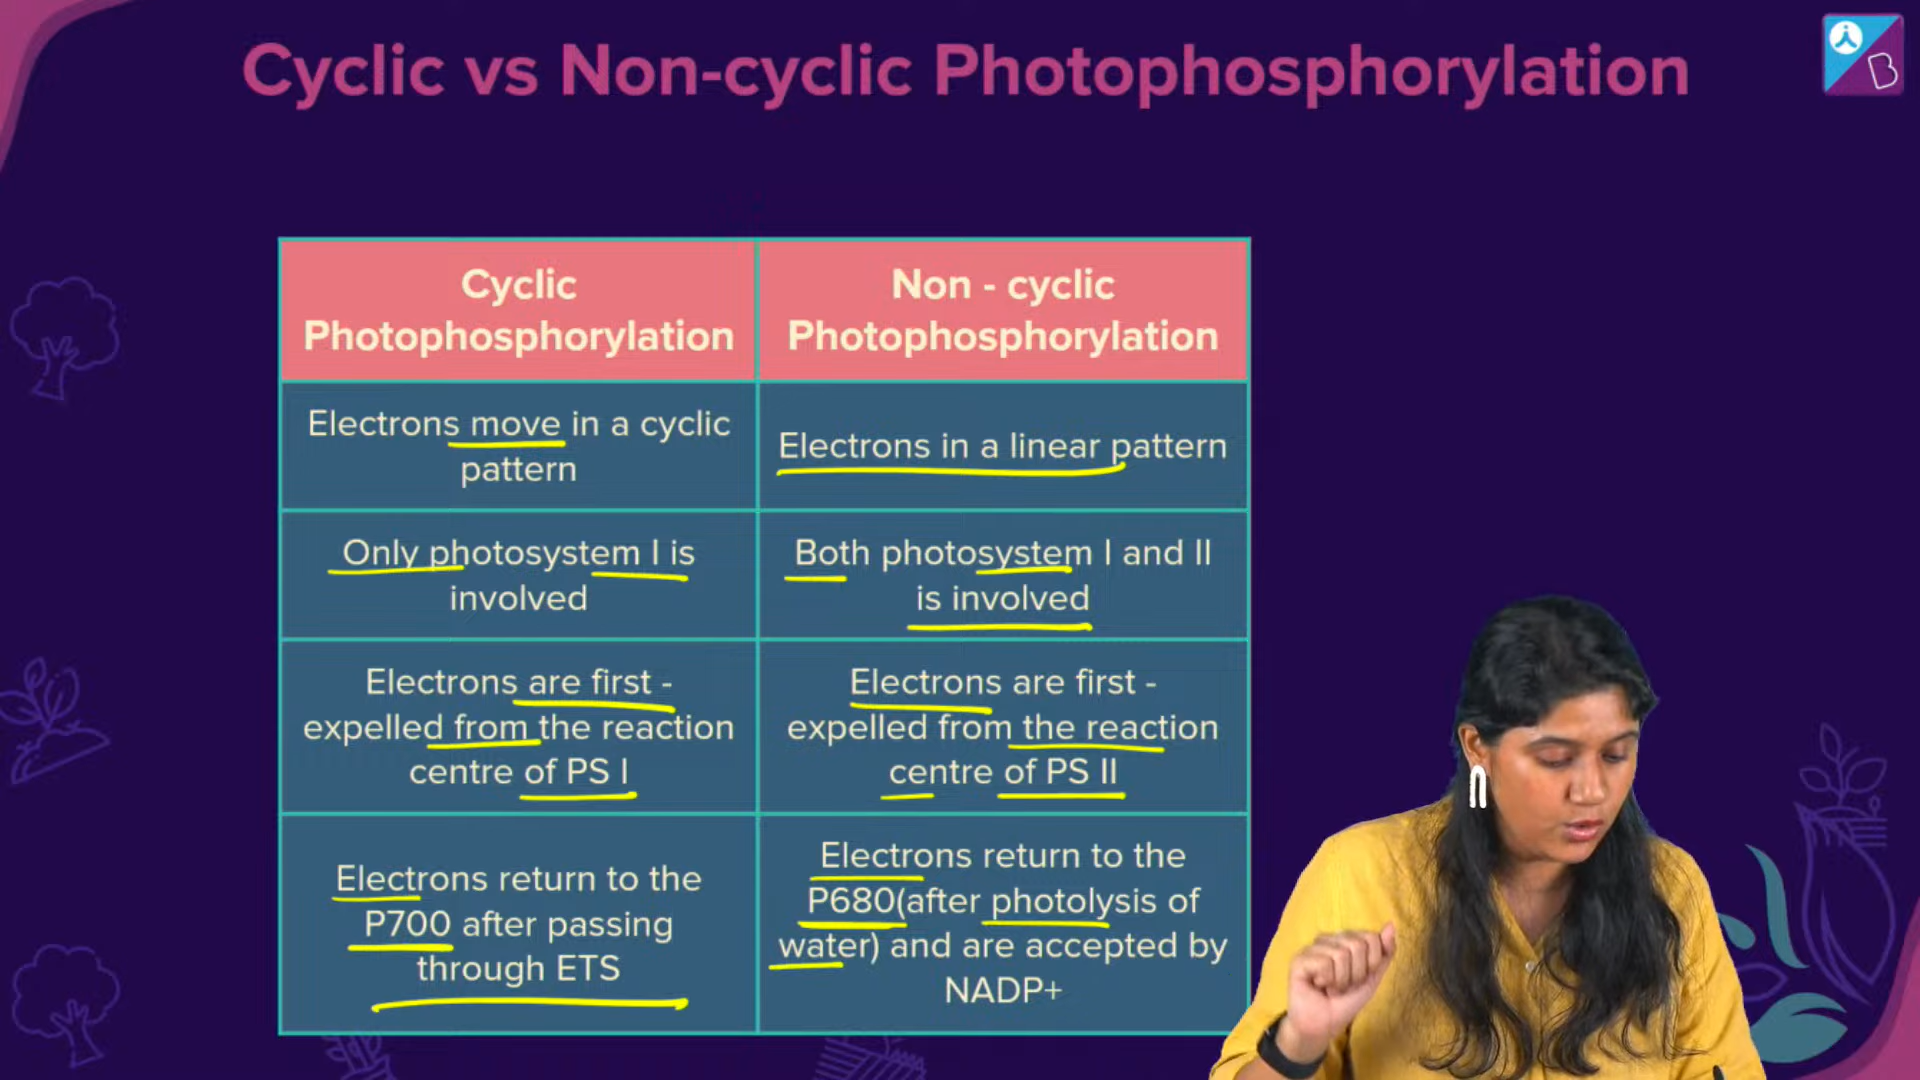 Cyclic vs Non-cyclic Photophosphorylation
Cyclic
Photophosphorylation
Non - cyclic
Photophosphorylation
Electrons move in a cyclic
pattern
Electrons in a linear pattern
Only photosystem I is
involved
Both photosystem I and II
is involved
Electrons are first -
expelled from the reaction
centre of PS I
Electrons are first -
expelled from the reaction
centre of PS II
Electrons return to the
P700 after passing
through ETS
Electrons return to the
P680(after photolysis of
water) and are accepted by
NADP+
B